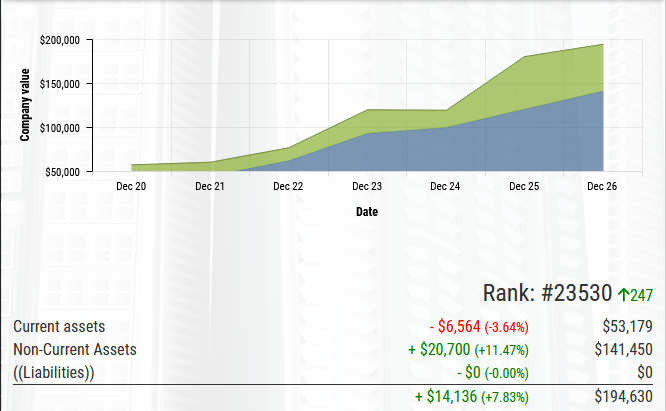 $200,000
$150,000
$100,000
$50,000
Company value
Dec 20 Dec 21 Dec 22 Dec 23 Dec 24 Dec 25 Dec 26
Date
Rank: #23530 ↑247
Current assets - $6,564 (-3.64%) $53,179
Non-Current Assets + $20,700 (+11.47%) $141,450
((Liabilities)) - $0 (-0.00%) $0
+ $14,136 (+7.83%) $194,630